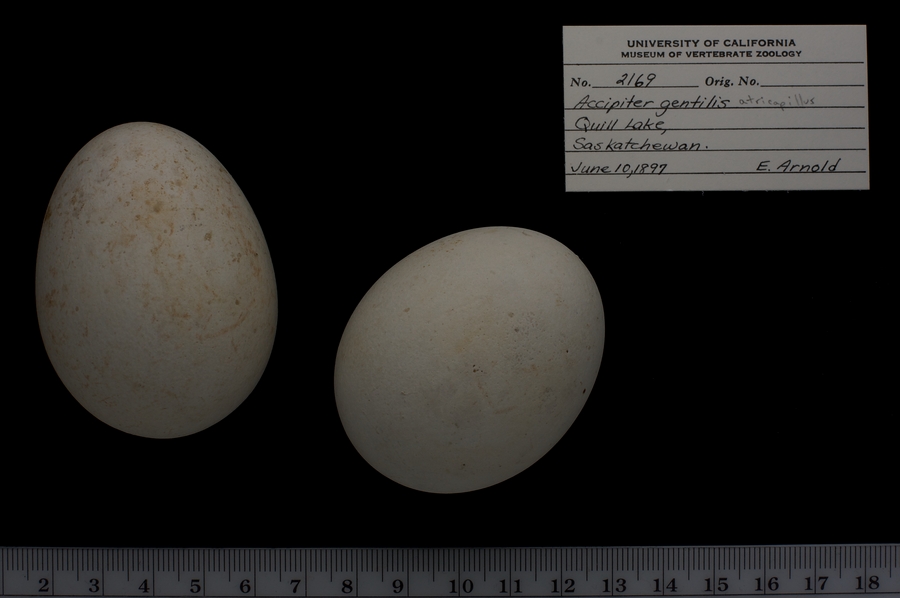 UNIVERSITY OF CALIFORNIA
MUSEUM OF VERTEBRATE ZOOLOGY
No. 2169 Orig. No.
Accipiter gentilis atricapillus
Quill Lake,
Saskatchewan.
June 10, 1897 E. Arnold
2 3 4 5 6 7 8 9 10 11 12 13 14 15 16 17 18